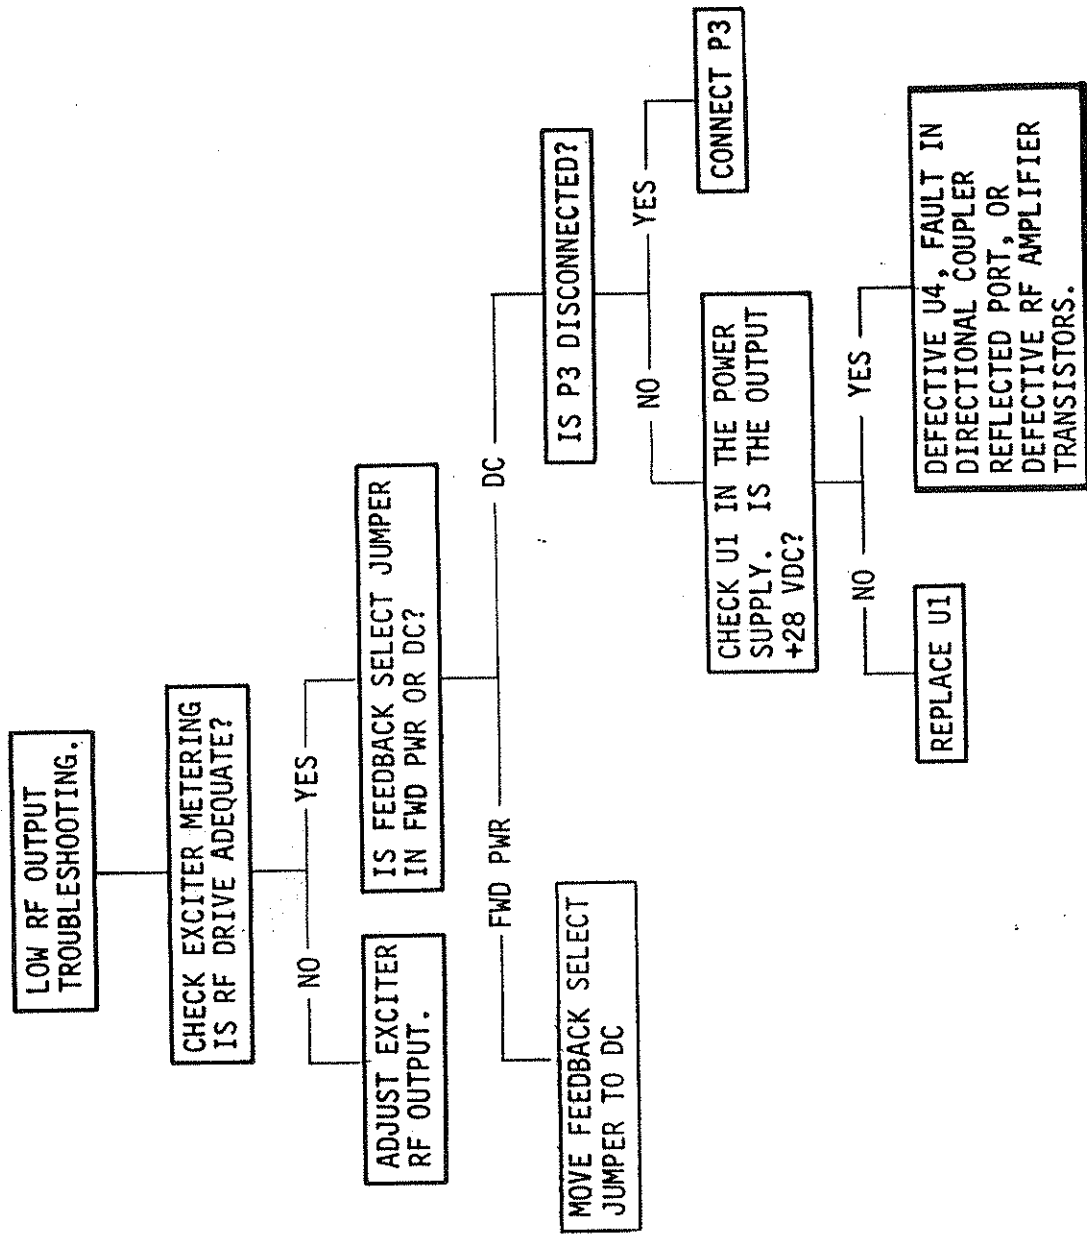 LOW RF OUTPUT
TROUBLESHOOTING.
CHECK EXCITER METERING
IS RF DRIVE ADEQUATE?
NO
YES
ADJUST EXCITER
RF OUTPUT.
IS FEEDBACK SELECT JUMPER
IN FWD PWR OR DC?
FWD PWR
DC
MOVE FEEDBACK SELECT
JUMPER TO DC
IS P3 DISCONNECTED?
NO
YES
CONNECT P3
CHECK U1 IN THE POWER
SUPPLY. IS THE OUTPUT
+28 VDC?
NO
YES
REPLACE U1
DEFECTIVE U4, FAULT IN
DIRECTIONAL COUPLER
REFLECTED PORT, OR
DEFECTIVE RF AMPLIFIER
TRANSISTORS.